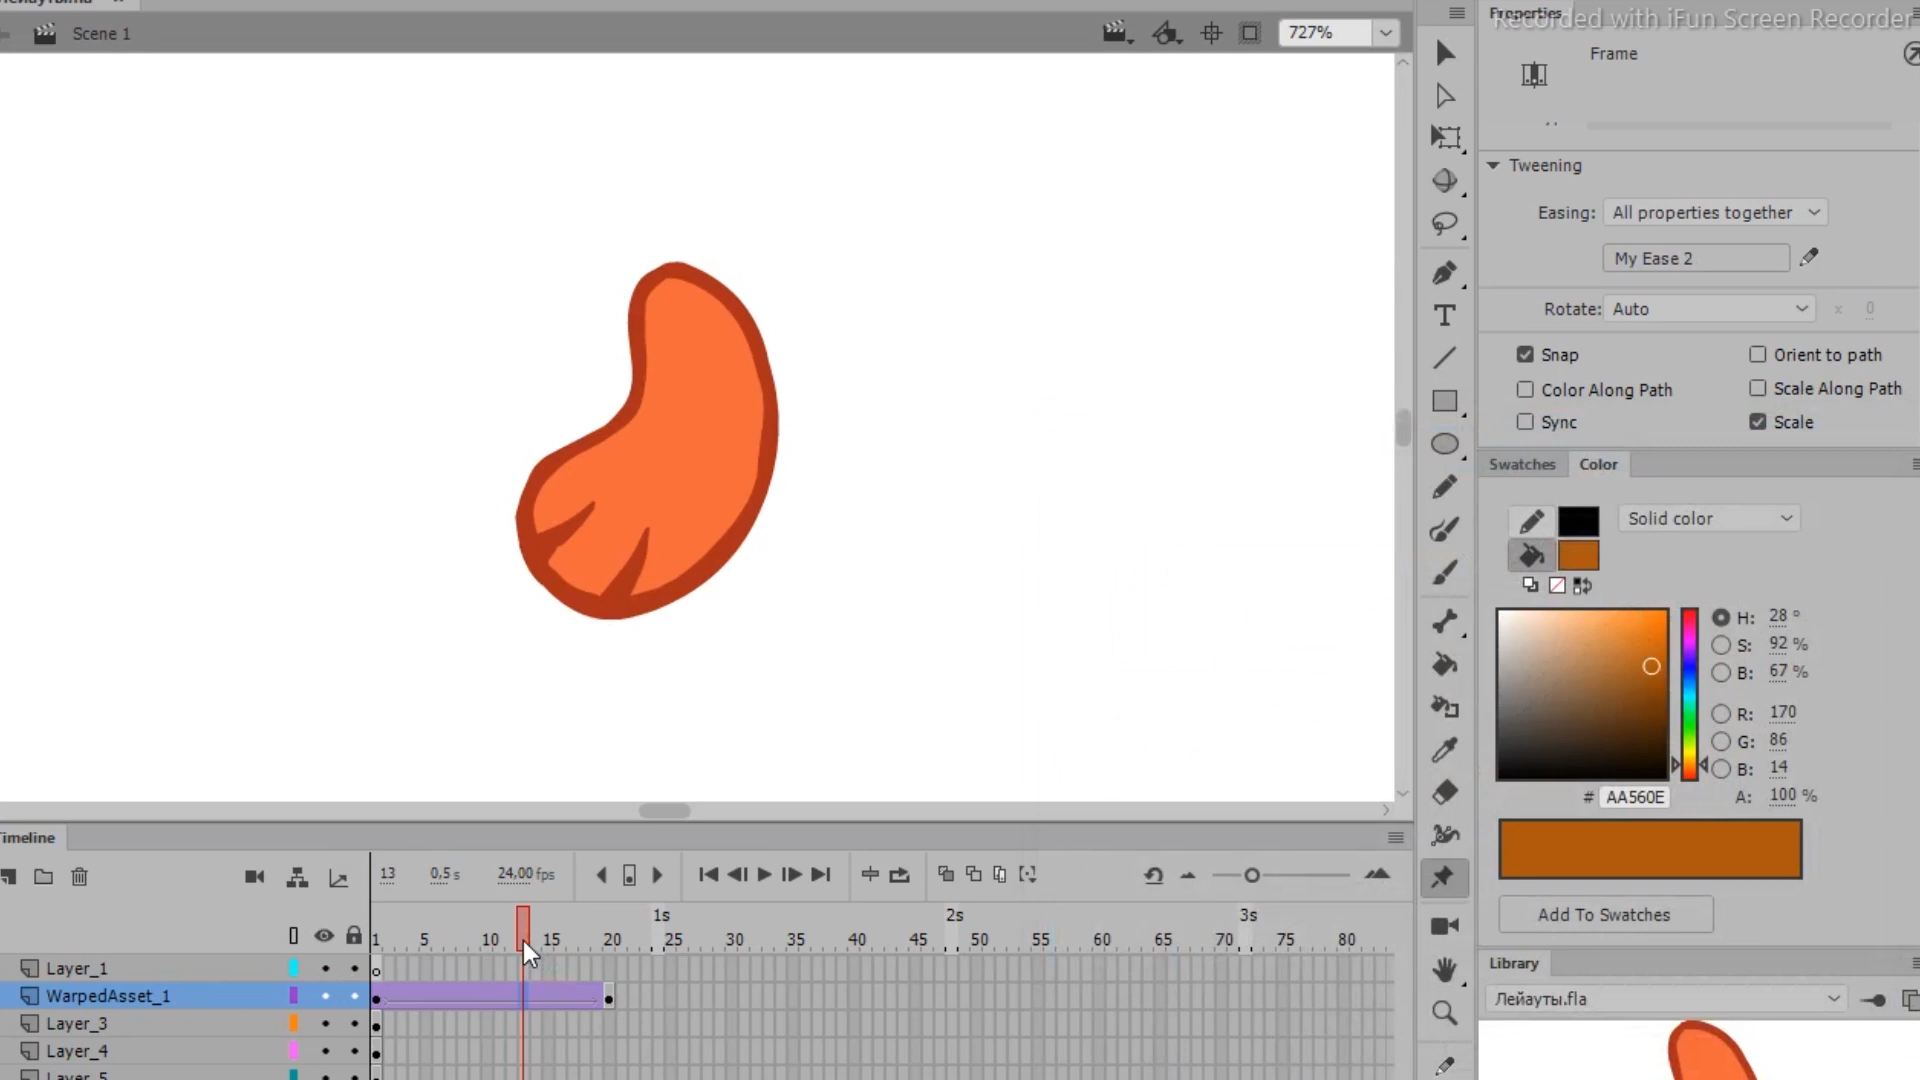 Scene 1
727%
Properties
Recorded with iFun Screen Recorder
Frame
Tweening
Easing: All properties together
My Ease 2
Rotate: Auto x 0
Snap Orient to path
Color Along Path Scale Along Path
Sync Scale
Swatches Color
Solid color
H: 28 °
S: 92 %
B: 67 %
R: 170
G: 86
B: 14
# AA560E A: 100 %
Add To Swatches
Library
Лейауты.fla
Timeline
13 0,5 s 24,00 fps
1s 2s 3s
1 5 10 15 20 25 30 35 40 45 50 55 60 65 70 75 80
Layer_1
WarpedAsset_1
Layer_3
Layer_4
Layer_5